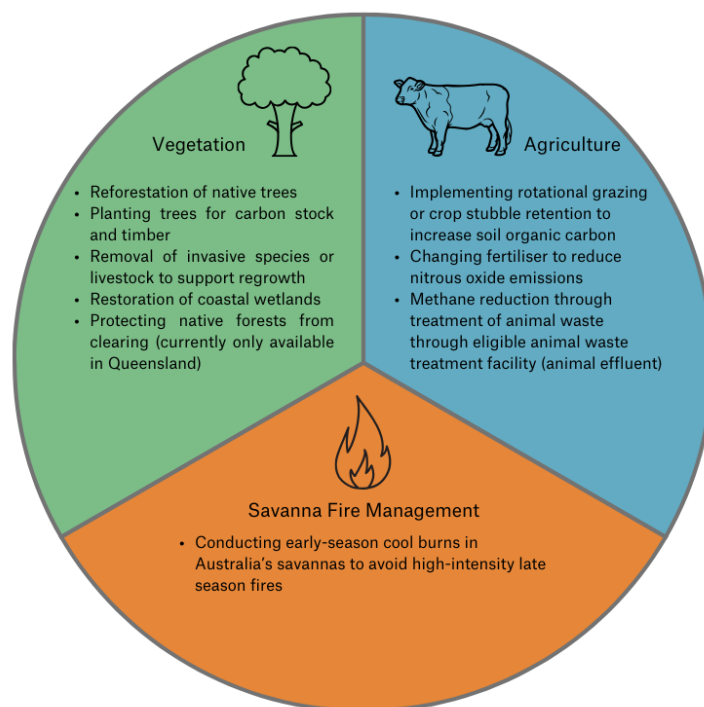 Vegetation
• Reforestation of native trees
• Planting trees for carbon stock
and timber
• Removal of invasive species or
livestock to support regrowth
• Restoration of coastal wetlands
• Protecting native forests from
clearing (currently only available
in Queensland)
Agriculture
• Implementing rotational grazing
or crop stubble retention to
increase soil organic carbon
• Changing fertiliser to reduce
nitrous oxide emissions
• Methane reduction through
treatment of animal waste
through eligible animal waste
treatment facility (animal effluent)
Savanna Fire Management
• Conducting early-season cool burns in
Australia's savannas to avoid high-intensity late
season fires